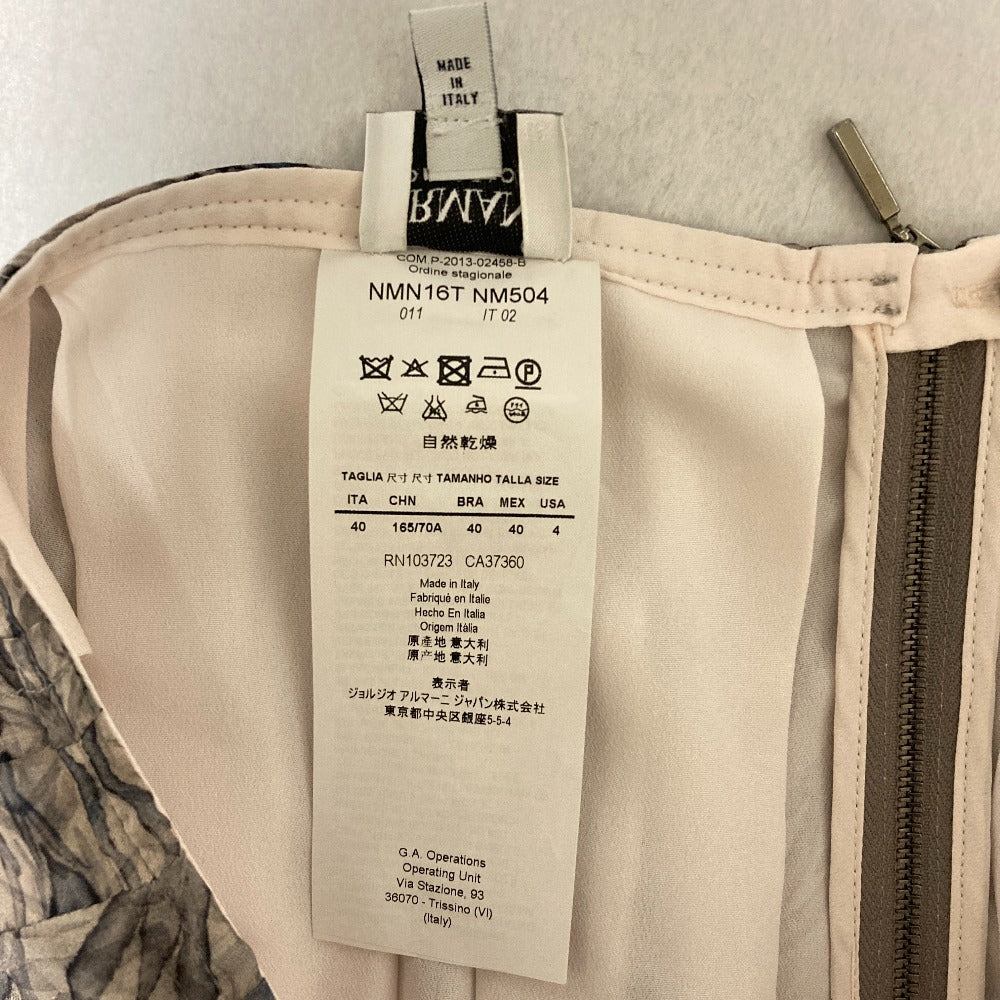 MADE
IN
ITALY
COM.P-2013-02458-B
Ordine stagionale
NMN16T NM504
011 IT 02
自然乾燥
TAGLIA 尺寸 尺寸 TAMANHO TALLA SIZE
ITA CHN BRA MEX USA
40 165/70A 40 40 4
RN103723 CA37360
Made in Italy
Fabriqué en Italie
Hecho En Italia
Origem Itália
原產地 意大利
原产地 意大利
表示者
ジョルジオ アルマーニ ジャパン株式会社
東京都中央区銀座5-5-4
G.A. Operations
Operating Unit
Via Stazione, 93
36070 - Trissino (VI)
(Italy)